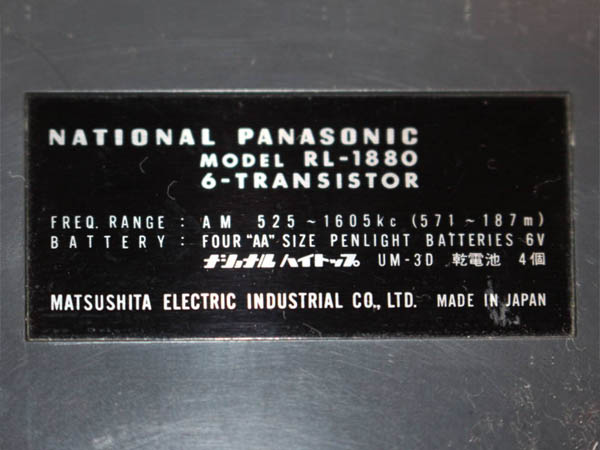 NATIONAL PANASONIC
MODEL RL-1880
6-TRANSISTOR
FREQ. RANGE : AM 525~1605kc (571~187m)
BATTERY : FOUR "AA" SIZE PENLIGHT BATTERIES 6V
ナショナル ハイトップ UM-3D 乾電池 4個
MATSUSHITA ELECTRIC INDUSTRIAL CO., LTD. MADE IN JAPAN